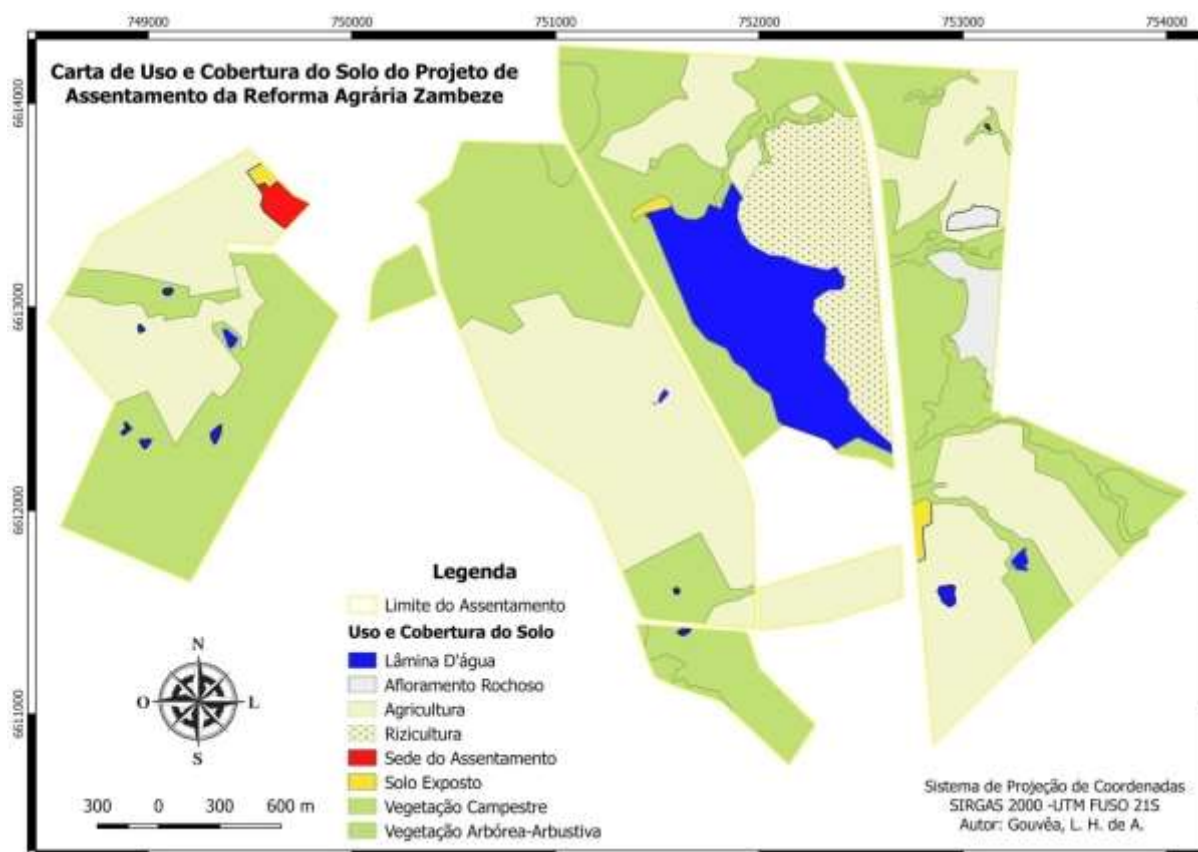 749000 750000 751000 752000 753000 754000
Carta de Uso e Cobertura do Solo do Projeto de
Assentamento da Reforma Agrária Zambeze
6614000
6613000
6612000
6611000
Legenda
Limite do Assentamento
Uso e Cobertura do Solo
Lâmina D'água
Afloramento Rochoso
Agricultura
Rizicultura
Sede do Assentamento
Solo Exposto
Vegetação Campestre
Vegetação Arbórea-Arbustiva
N
O L
S
300 0 300 600 m
Sistema de Projeção de Coordenadas
SIRGAS 2000 -UTM FUSO 21S
Autor: Gouvêa, L. H. de A.